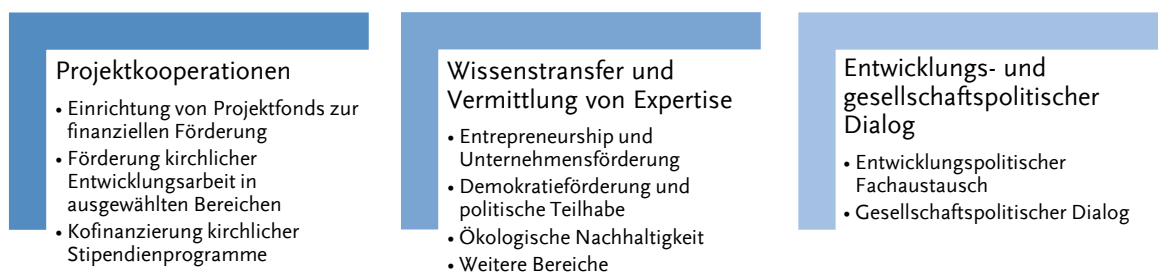 Projektkooperationen
• Einrichtung von Projektfonds zur
finanziellen Förderung
• Förderung kirchlicher
Entwicklungsarbeit in
ausgewählten Bereichen
• Kofinanzierung kirchlicher
Stipendienprogramme
Wissenstransfer und
Vermittlung von Expertise
• Entrepreneurship und
Unternehmensförderung
• Demokratieförderung und
politische Teilhabe
• Ökologische Nachhaltigkeit
• Weitere Bereiche
Entwicklungs- und
gesellschaftspolitischer
Dialog
• Entwicklungspolitischer
Fachaustausch
• Gesellschaftspolitischer Dialog